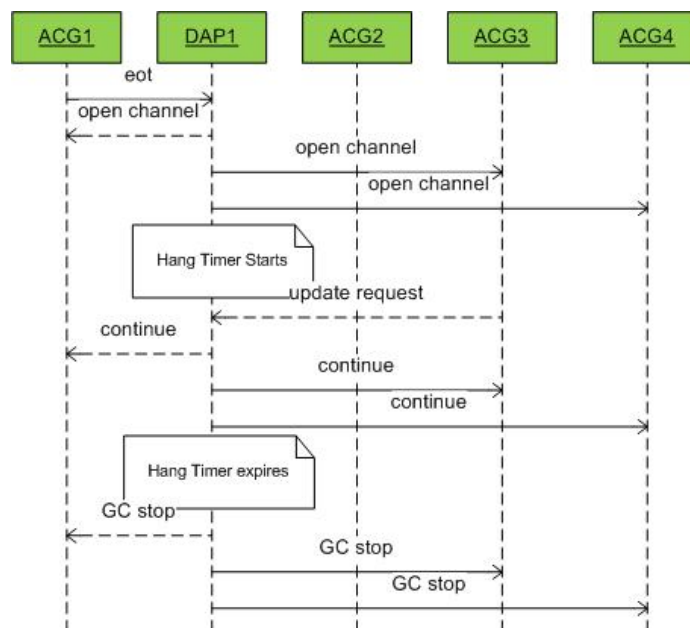 ACG1 DAP1 ACG2 ACG3 ACG4
eot
open channel
open channel
open channel
Hang Timer Starts
update request
continue
continue
continue
Hang Timer expires
GC stop
GC stop
GC stop